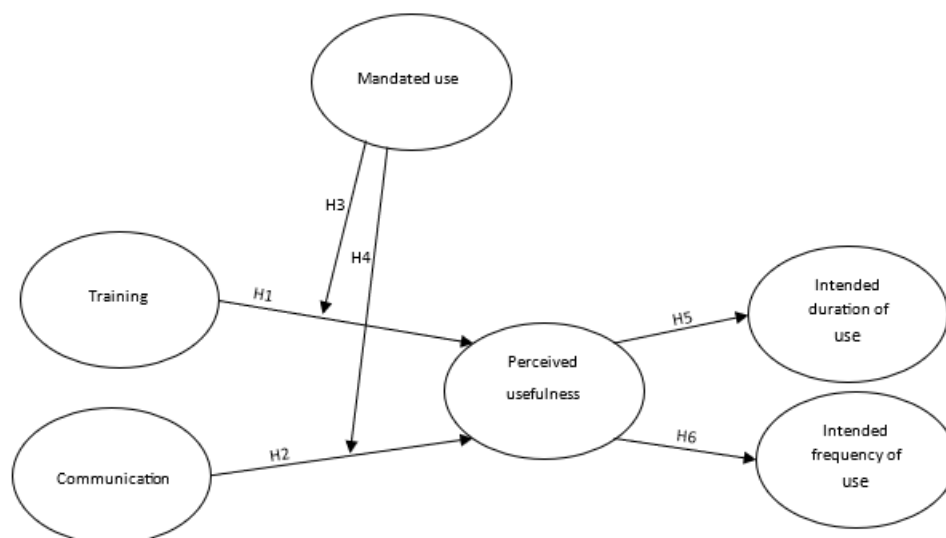 Mandated use
H3
H4
Training
H1
Intended
duration of
use
H5
Perceived
usefulness
H6
Intended
frequency of
use
H2
Communication